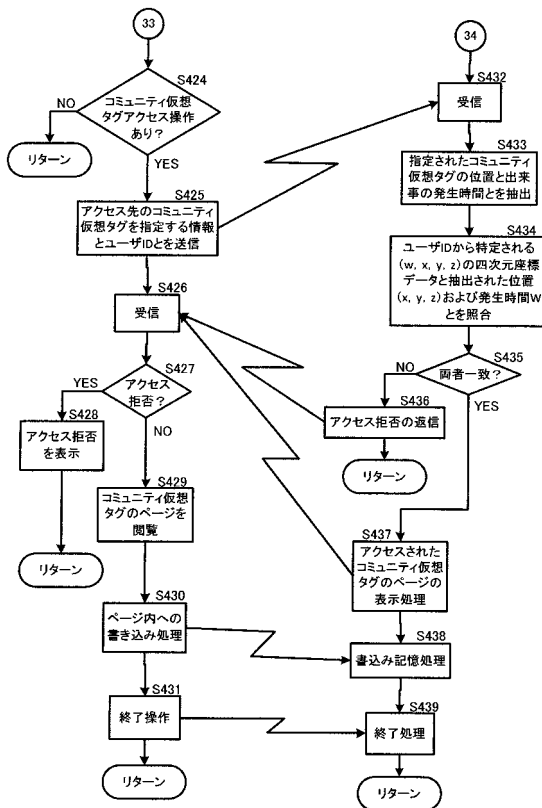 33
S424
コミュニティ仮想
タグアクセス操作
あり?
NO
リターン
YES
S425
アクセス先のコミュニティ
仮想タグを指定する情報
とユーザIDとを送信
S426
受信
S427
アクセス
拒否?
YES
S428
アクセス拒否
を表示
リターン
NO
S429
コミュニティ仮想
タグのページを
閲覧
S430
ページ内への
書き込み処理
S431
終了操作
リターン
34
S432
受信
S433
指定されたコミュニティ
仮想タグの位置と出来
事の発生時間とを抽出
S434
ユーザIDから特定される
(w, x, y, z)の四次元座標
データと抽出された位置
(x, y, z)および発生時間W
とを照合
S435
両者一致?
NO
S436
アクセス拒否の返信
リターン
YES
S437
アクセスされた
コミュニティ仮想
タグのページの
表示処理
S438
書込み記憶処理
S439
終了処理
リターン